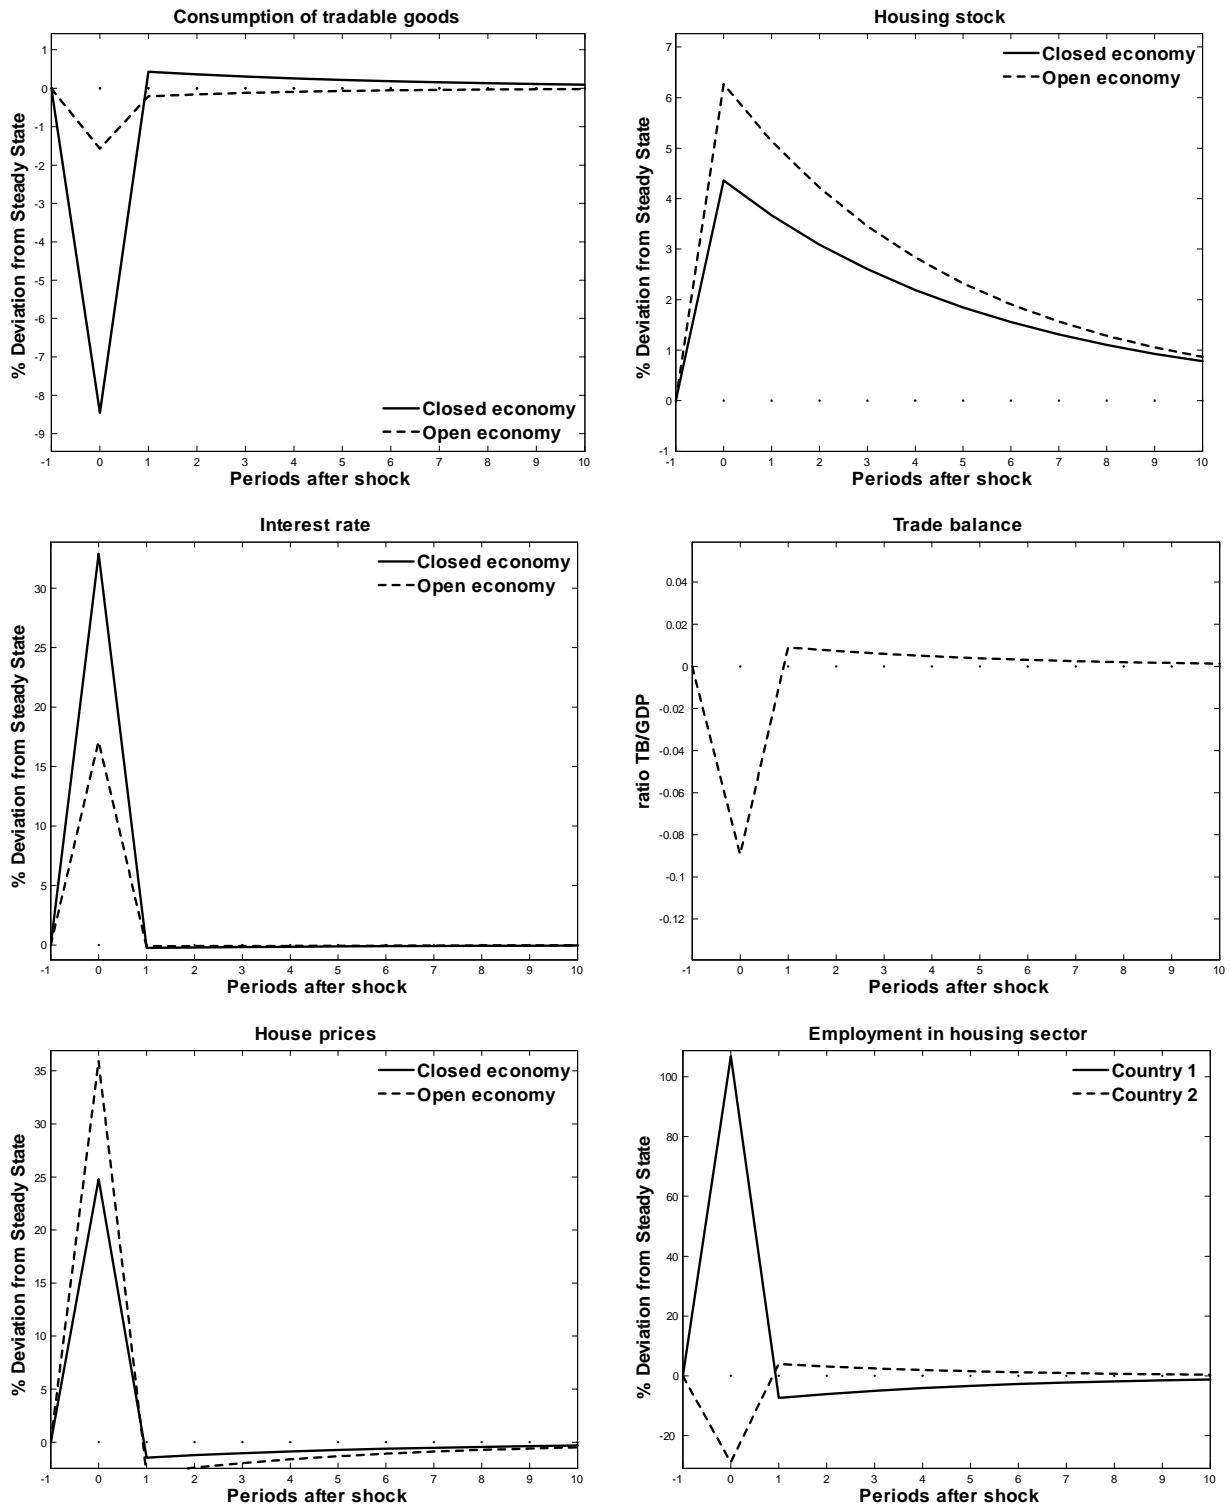 Consumption of tradable goods
1
0
-1
-2
-3
-4
-5
-6
-7
-8
-9
% Deviation from Steady State
Closed economy
Open economy
-1 0 1 2 3 4 5 6 7 8 9 10
Periods after shock
Housing stock
7
6
5
4
3
2
1
0
-1
% Deviation from Steady State
Closed economy
Open economy
-1 0 1 2 3 4 5 6 7 8 9 10
Periods after shock
Interest rate
30
25
20
15
10
5
0
% Deviation from Steady State
Closed economy
Open economy
-1 0 1 2 3 4 5 6 7 8 9 10
Periods after shock
Trade balance
0.04
0.02
0
-0.02
-0.04
-0.06
-0.08
-0.1
-0.12
ratio TB/GDP
-1 0 1 2 3 4 5 6 7 8 9 10
Periods after shock
House prices
35
30
25
20
15
10
5
0
% Deviation from Steady State
Closed economy
Open economy
-1 0 1 2 3 4 5 6 7 8 9 10
Periods after shock
Employment in housing sector
100
80
60
40
20
0
-20
% Deviation from Steady State
Country 1
Country 2
-1 0 1 2 3 4 5 6 7 8 9 10
Periods after shock